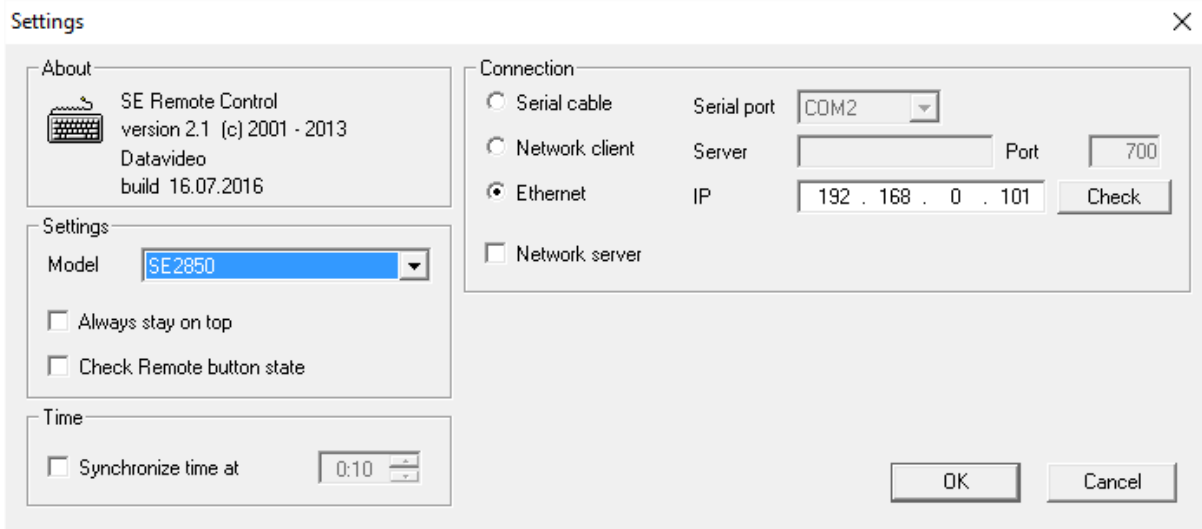 Settings
About
SE Remote Control
version 2.1 (c) 2001 - 2013
Datavideo
build 16.07.2016
Settings
Model SE2850
Always stay on top
Check Remote button state
Time
Synchronize time at 0:10
Connection
Serial cable Serial port COM2
Network client Server Port 700
Ethernet IP 192 . 168 . 0 . 101 Check
Network server
OK Cancel